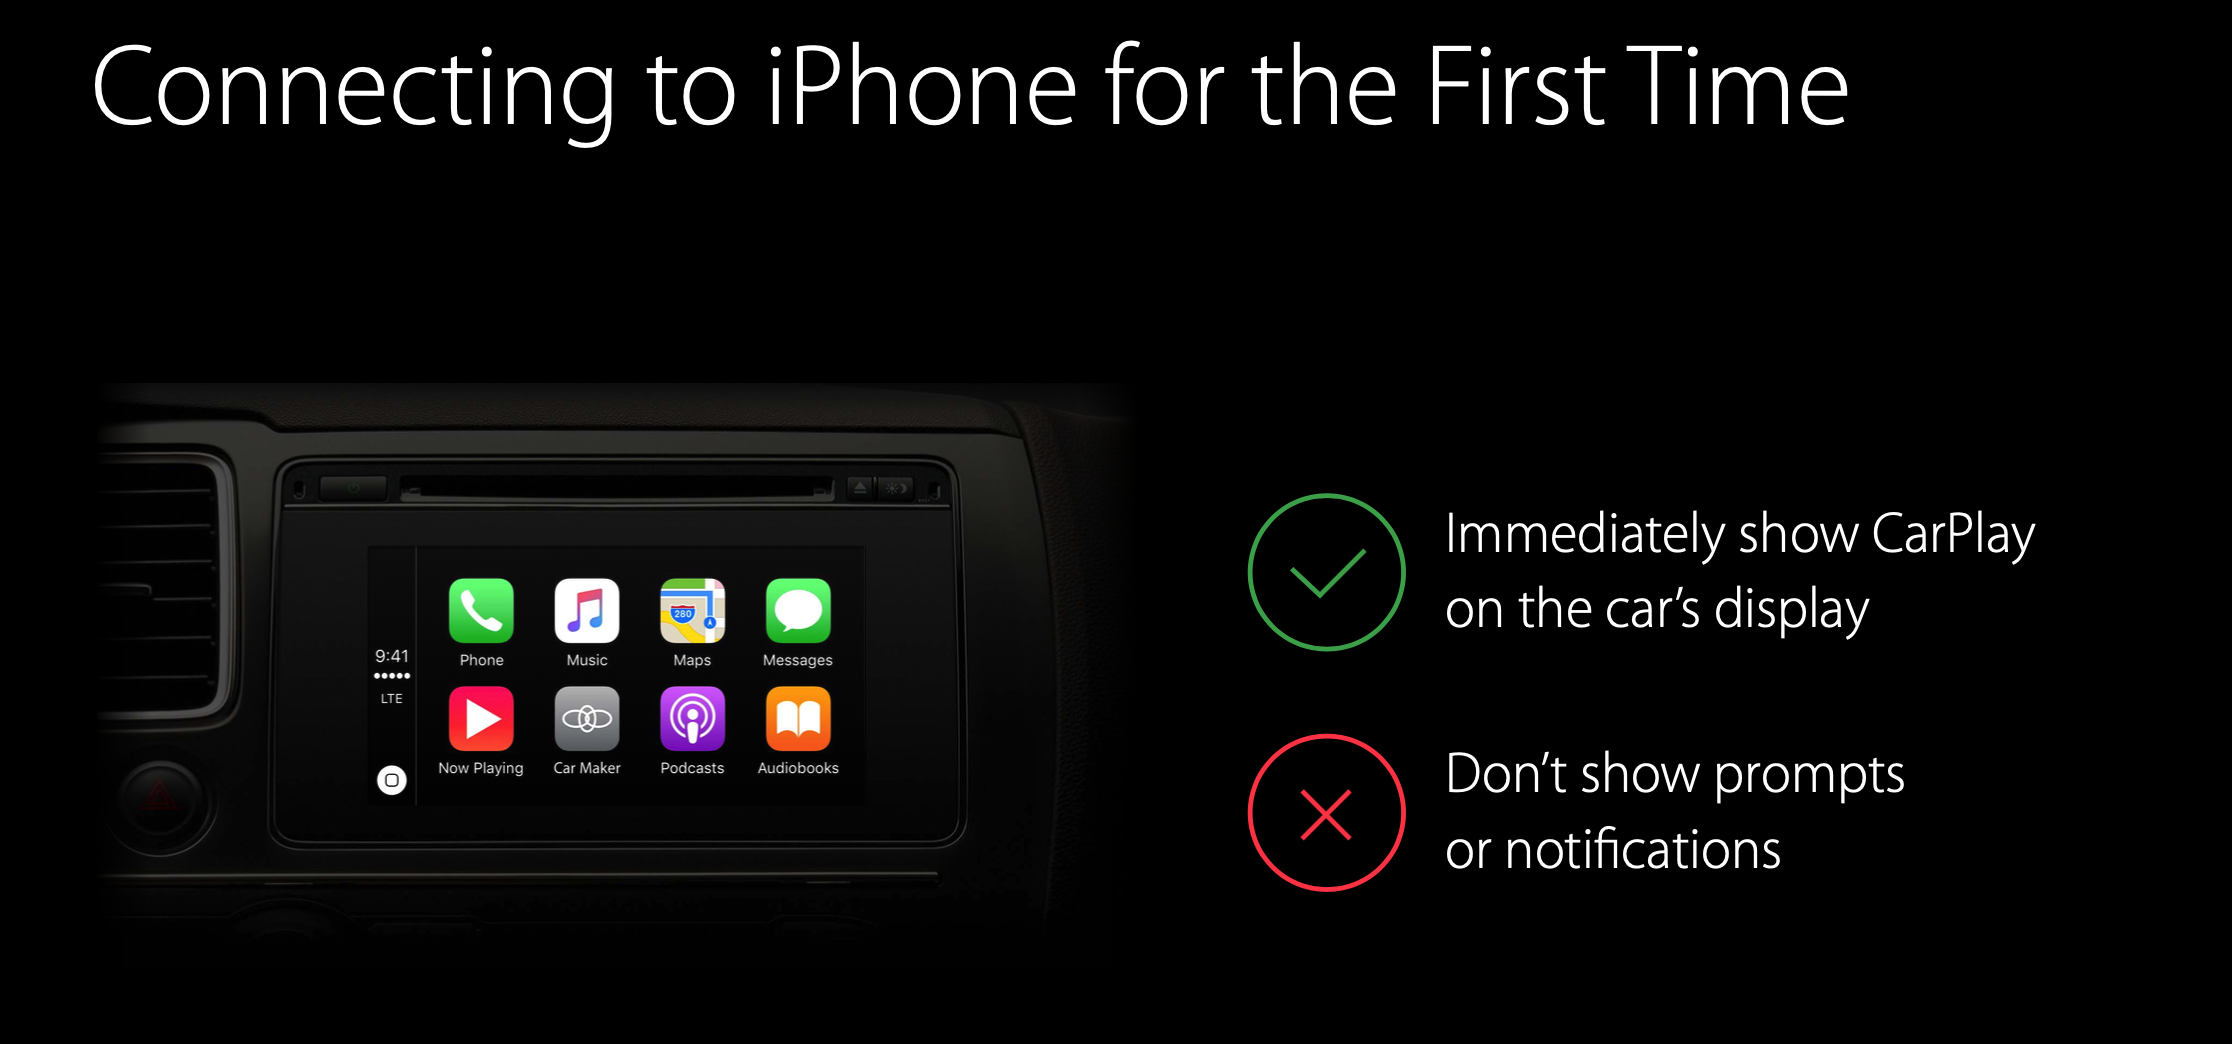 Connecting to iPhone for the First Time
Immediately show CarPlay
on the car’s display
Don’t show prompts
or notifications
9:41
LTE
Phone
Music
280
Maps
Messages
Now Playing
Car Maker
Podcasts
Audiobooks